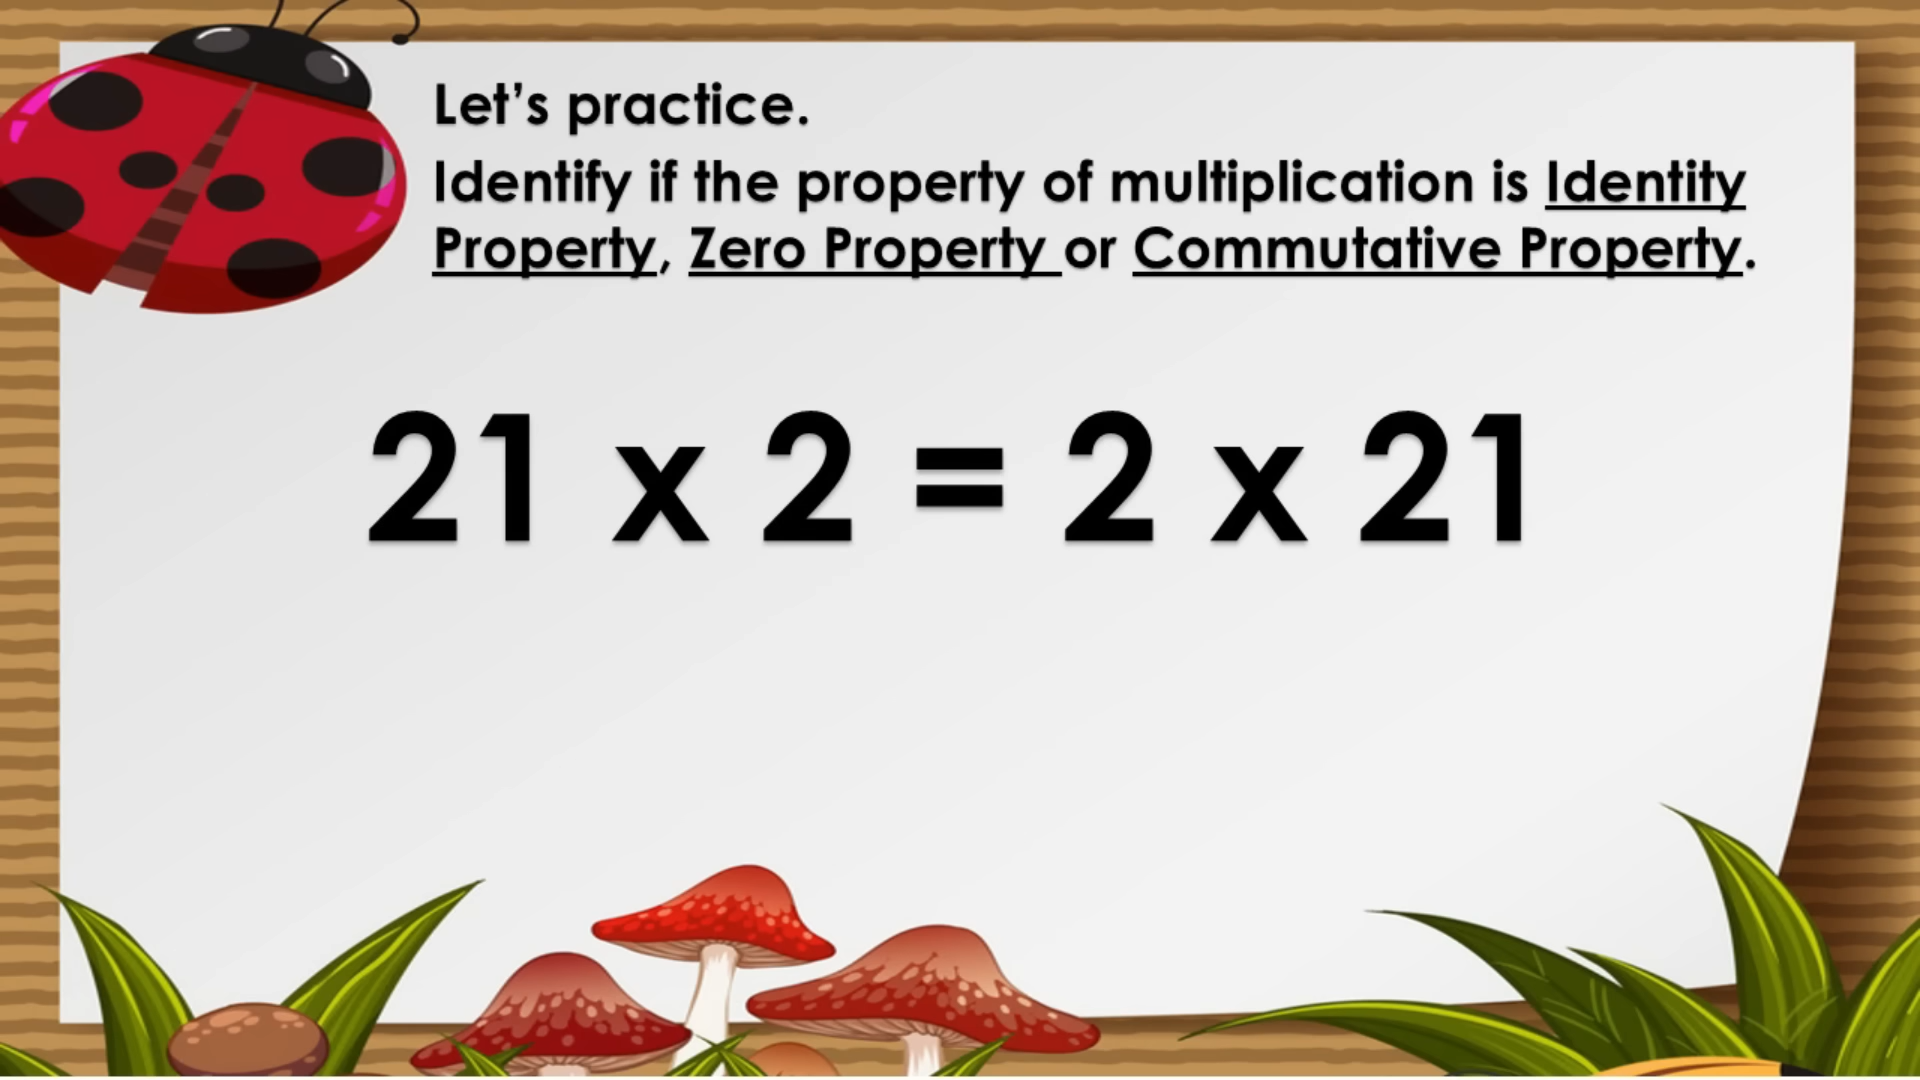 Let’s practice.
Identify if the property of multiplication is Identity
Property, Zero Property or Commutative Property.
21 x 2 = 2 x 21